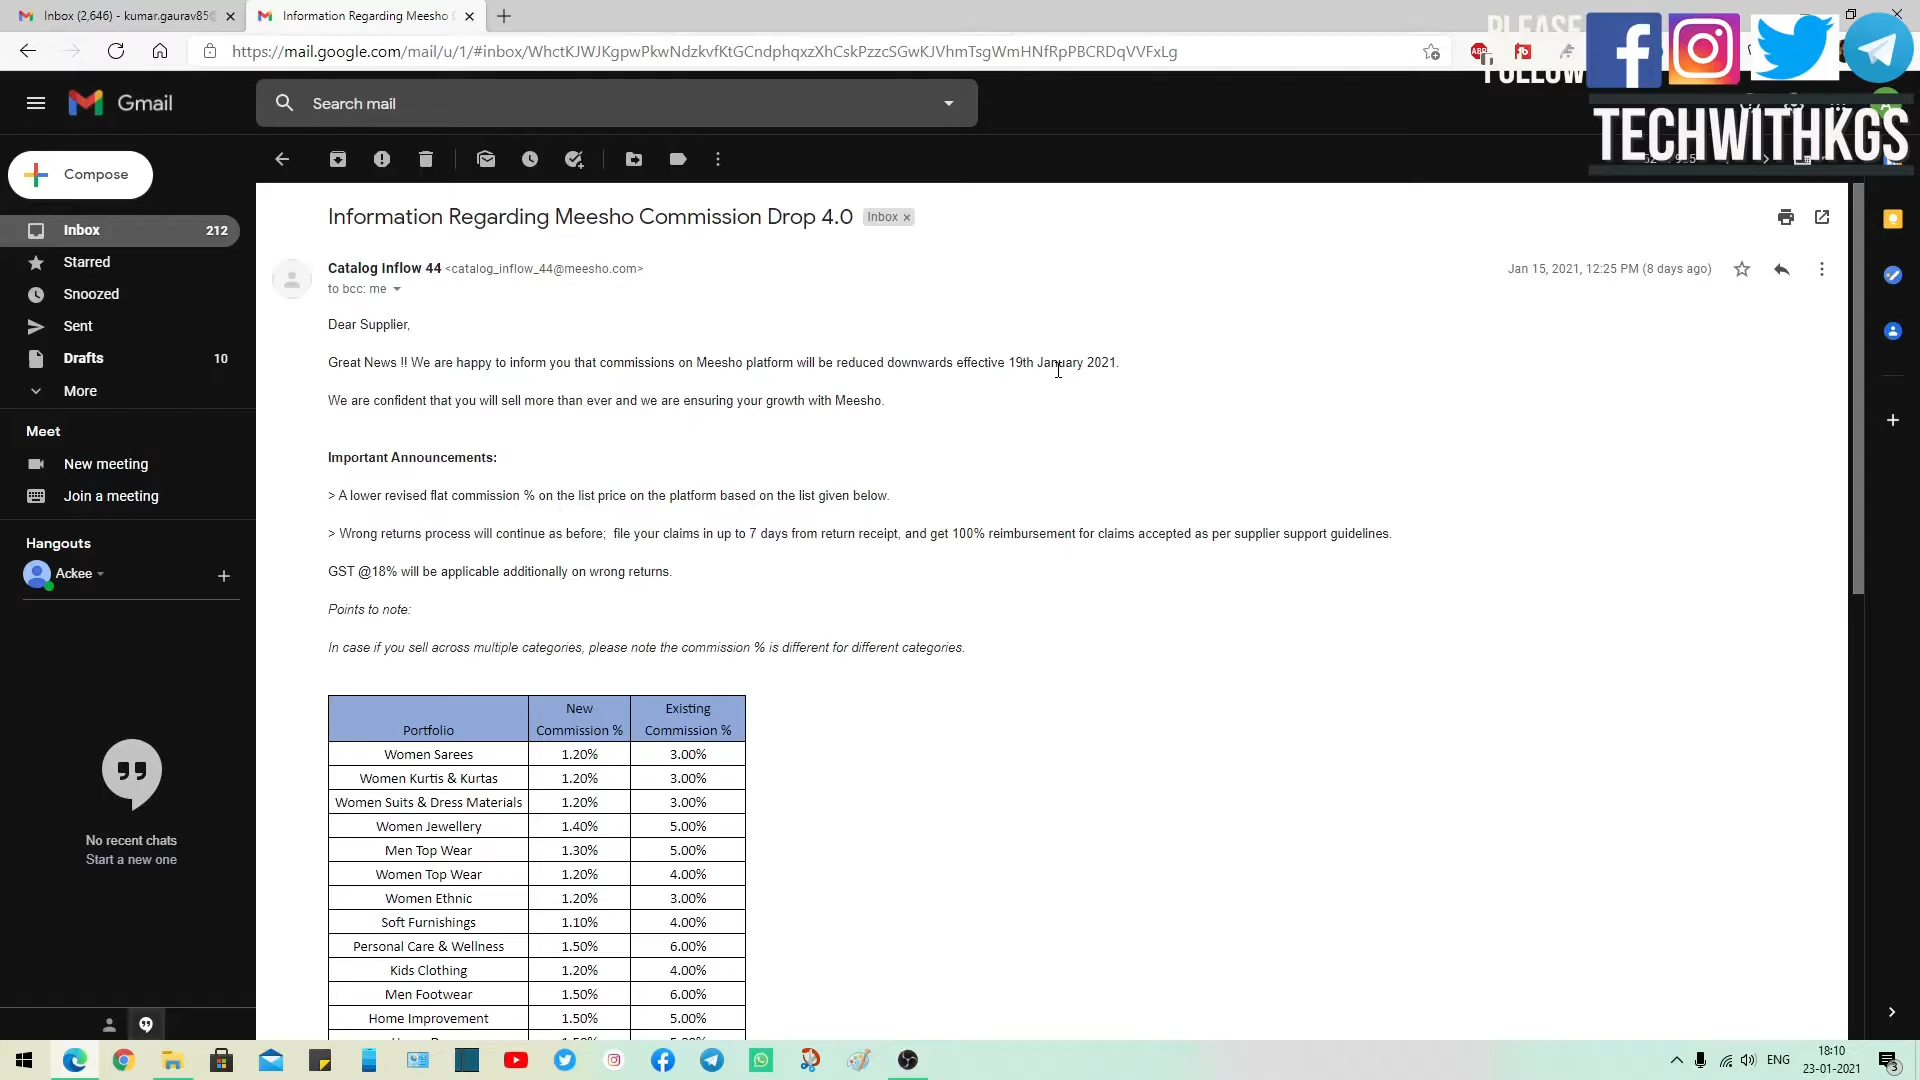 Inbox (2,646) - kumar.gaurav85@
Information Regarding Meesho C
https://mail.google.com/mail/u/1/#inbox/WhctKJWJKgpwPkwNdzkvfKtGCndphqxzXhCskPzzcSGwKJVhmTsgWmHNfRpPBCRDqVVFxLg
PLEASE
FOLLOW
TECHWITHKGS
Gmail
Search mail
Compose
Inbox 212
Starred
Snoozed
Sent
Drafts 10
More
Meet
New meeting
Join a meeting
Hangouts
Ackee
No recent chats
Start a new one
Information Regarding Meesho Commission Drop 4.0 Inbox
Catalog Inflow 44 <catalog_inflow_44@meesho.com>
Jan 15, 2021, 12:25 PM (8 days ago)
to bcc: me
Dear Supplier,
Great News !! We are happy to inform you that commissions on Meesho platform will be reduced downwards effective 19th January 2021.
We are confident that you will sell more than ever and we are ensuring your growth with Meesho.
Important Announcements:
> A lower revised flat commission % on the list price on the platform based on the list given below.
> Wrong returns process will continue as before;  file your claims in up to 7 days from return receipt, and get 100% reimbursement for claims accepted as per supplier support guidelines.
GST @18% will be applicable additionally on wrong returns.
Points to note:
In case if you sell across multiple categories, please note the commission % is different for different categories.
Portfolio New Commission % Existing Commission %
Women Sarees 1.20% 3.00%
Women Kurtis & Kurtas 1.20% 3.00%
Women Suits & Dress Materials 1.20% 3.00%
Women Jewellery 1.40% 5.00%
Men Top Wear 1.30% 5.00%
Women Top Wear 1.20% 4.00%
Women Ethnic 1.20% 3.00%
Soft Furnishings 1.10% 4.00%
Personal Care & Wellness 1.50% 6.00%
Kids Clothing 1.20% 4.00%
Men Footwear 1.50% 6.00%
Home Improvement 1.50% 5.00%
ENG
18:10
23-01-2021
3